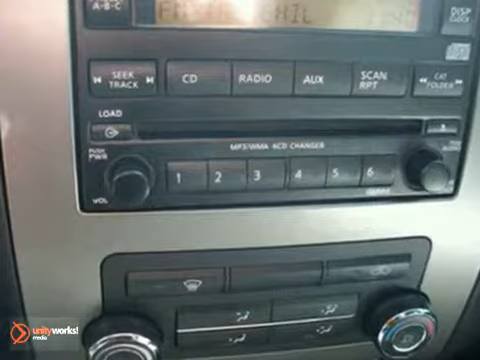 A·B·C
DISP
CLOCK
SEEK
TRACK
CD
RADIO
AUX
SCAN
RPT
CAT
FOLDER
LOAD
MP3/WMA 6CD CHANGER
PUSH
PWR
VOL
1 2 3 4 5 6
unityworks!
media